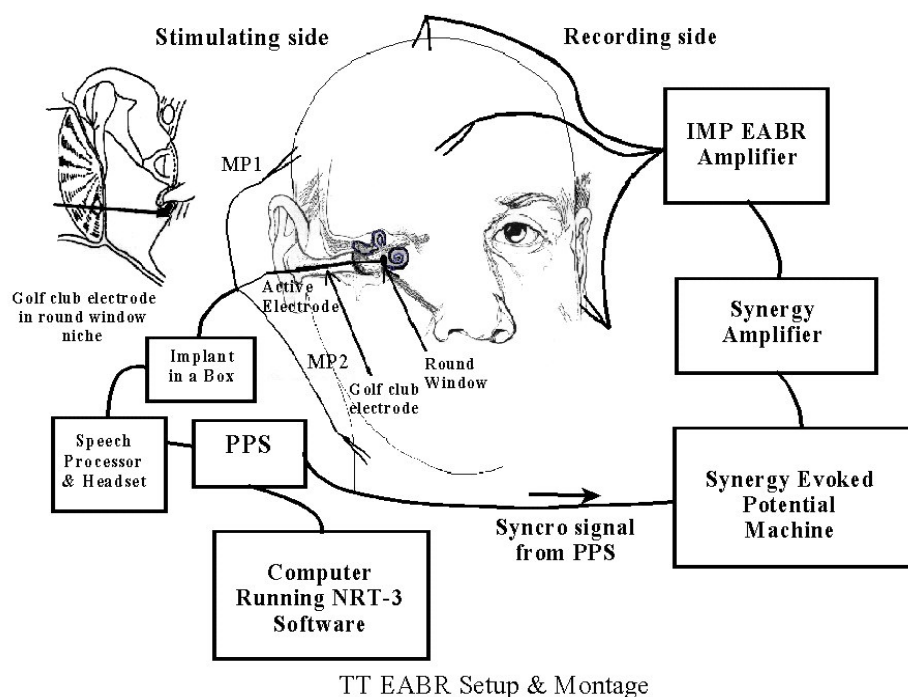 Stimulating side
Recording side
IMP EABR
Amplifier
MP1
Golf club electrode
in round window
niche
Active
Electrode
Synergy
Amplifier
Implant
in a Box
MP2
Round
Window
Golf club
electrode
Speech
Processor
& Headset
PPS
Synergy Evoked
Potential
Machine
Syncro signal
from PPS
Computer
Running NRT-3
Software
TT EABR Setup & Montage